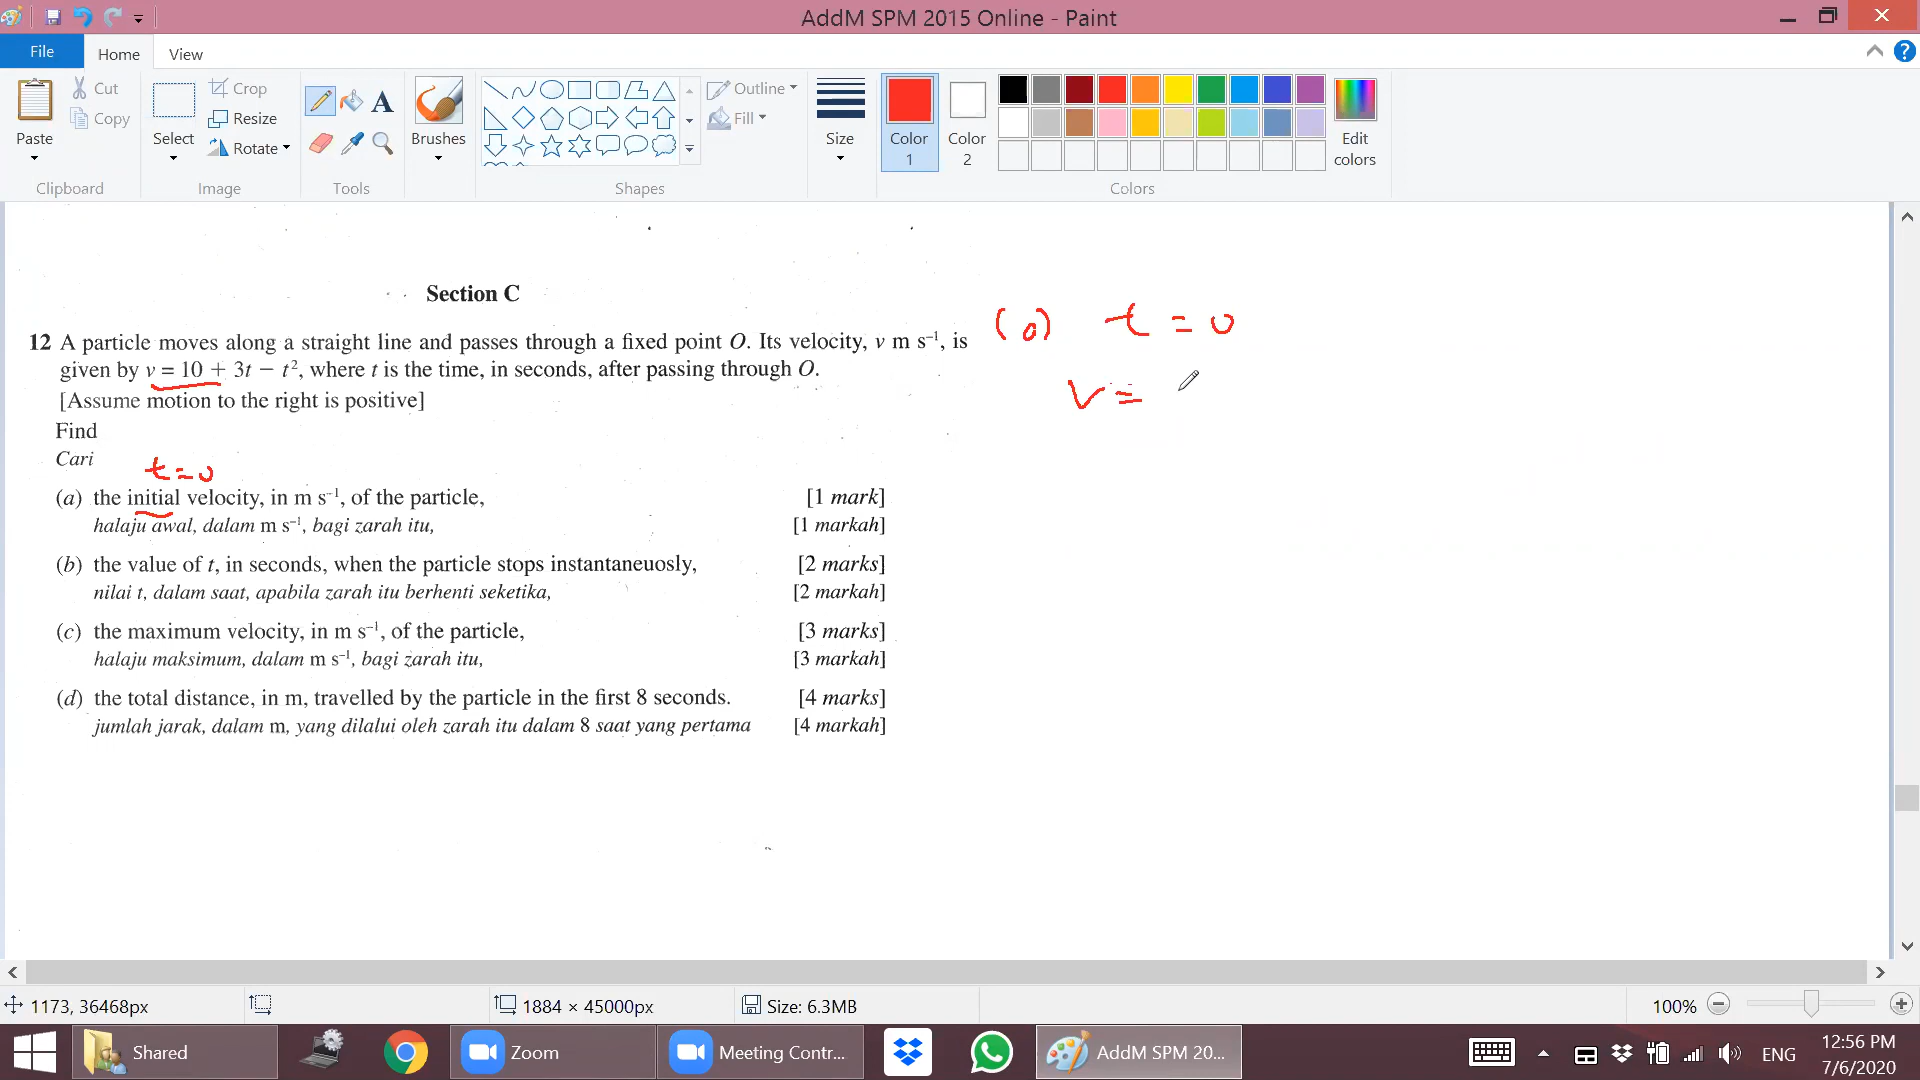 AddM SPM 2015 Online - Paint
File Home View
Paste
Cut
Copy
Clipboard
Select
Crop
Resize
Rotate
Image
A
Tools
Brushes
Outline
Fill
Shapes
Size
Color 1
Color 2
Edit colors
Colors
Section C
(a) t = 0
12 A particle moves along a straight line and passes through a fixed point O. Its velocity, v m s⁻¹, is
given by v = 10 + 3t − t², where t is the time, in seconds, after passing through O.
v =
[Assume motion to the right is positive]
Find
Cari
t = 0
(a) the initial velocity, in m s⁻¹, of the particle, [1 mark]
halaju awal, dalam m s⁻¹, bagi zarah itu, [1 markah]
(b) the value of t, in seconds, when the particle stops instantaneuosly, [2 marks]
nilai t, dalam saat, apabila zarah itu berhenti seketika, [2 markah]
(c) the maximum velocity, in m s⁻¹, of the particle, [3 marks]
halaju maksimum, dalam m s⁻¹, bagi zarah itu, [3 markah]
(d) the total distance, in m, travelled by the particle in the first 8 seconds. [4 marks]
jumlah jarak, dalam m, yang dilalui oleh zarah itu dalam 8 saat yang pertama [4 markah]
1173, 36468px 1884 × 45000px Size: 6.3MB 100%
Shared Zoom Meeting Contr... AddM SPM 20... ENG 12:56 PM
7/6/2020